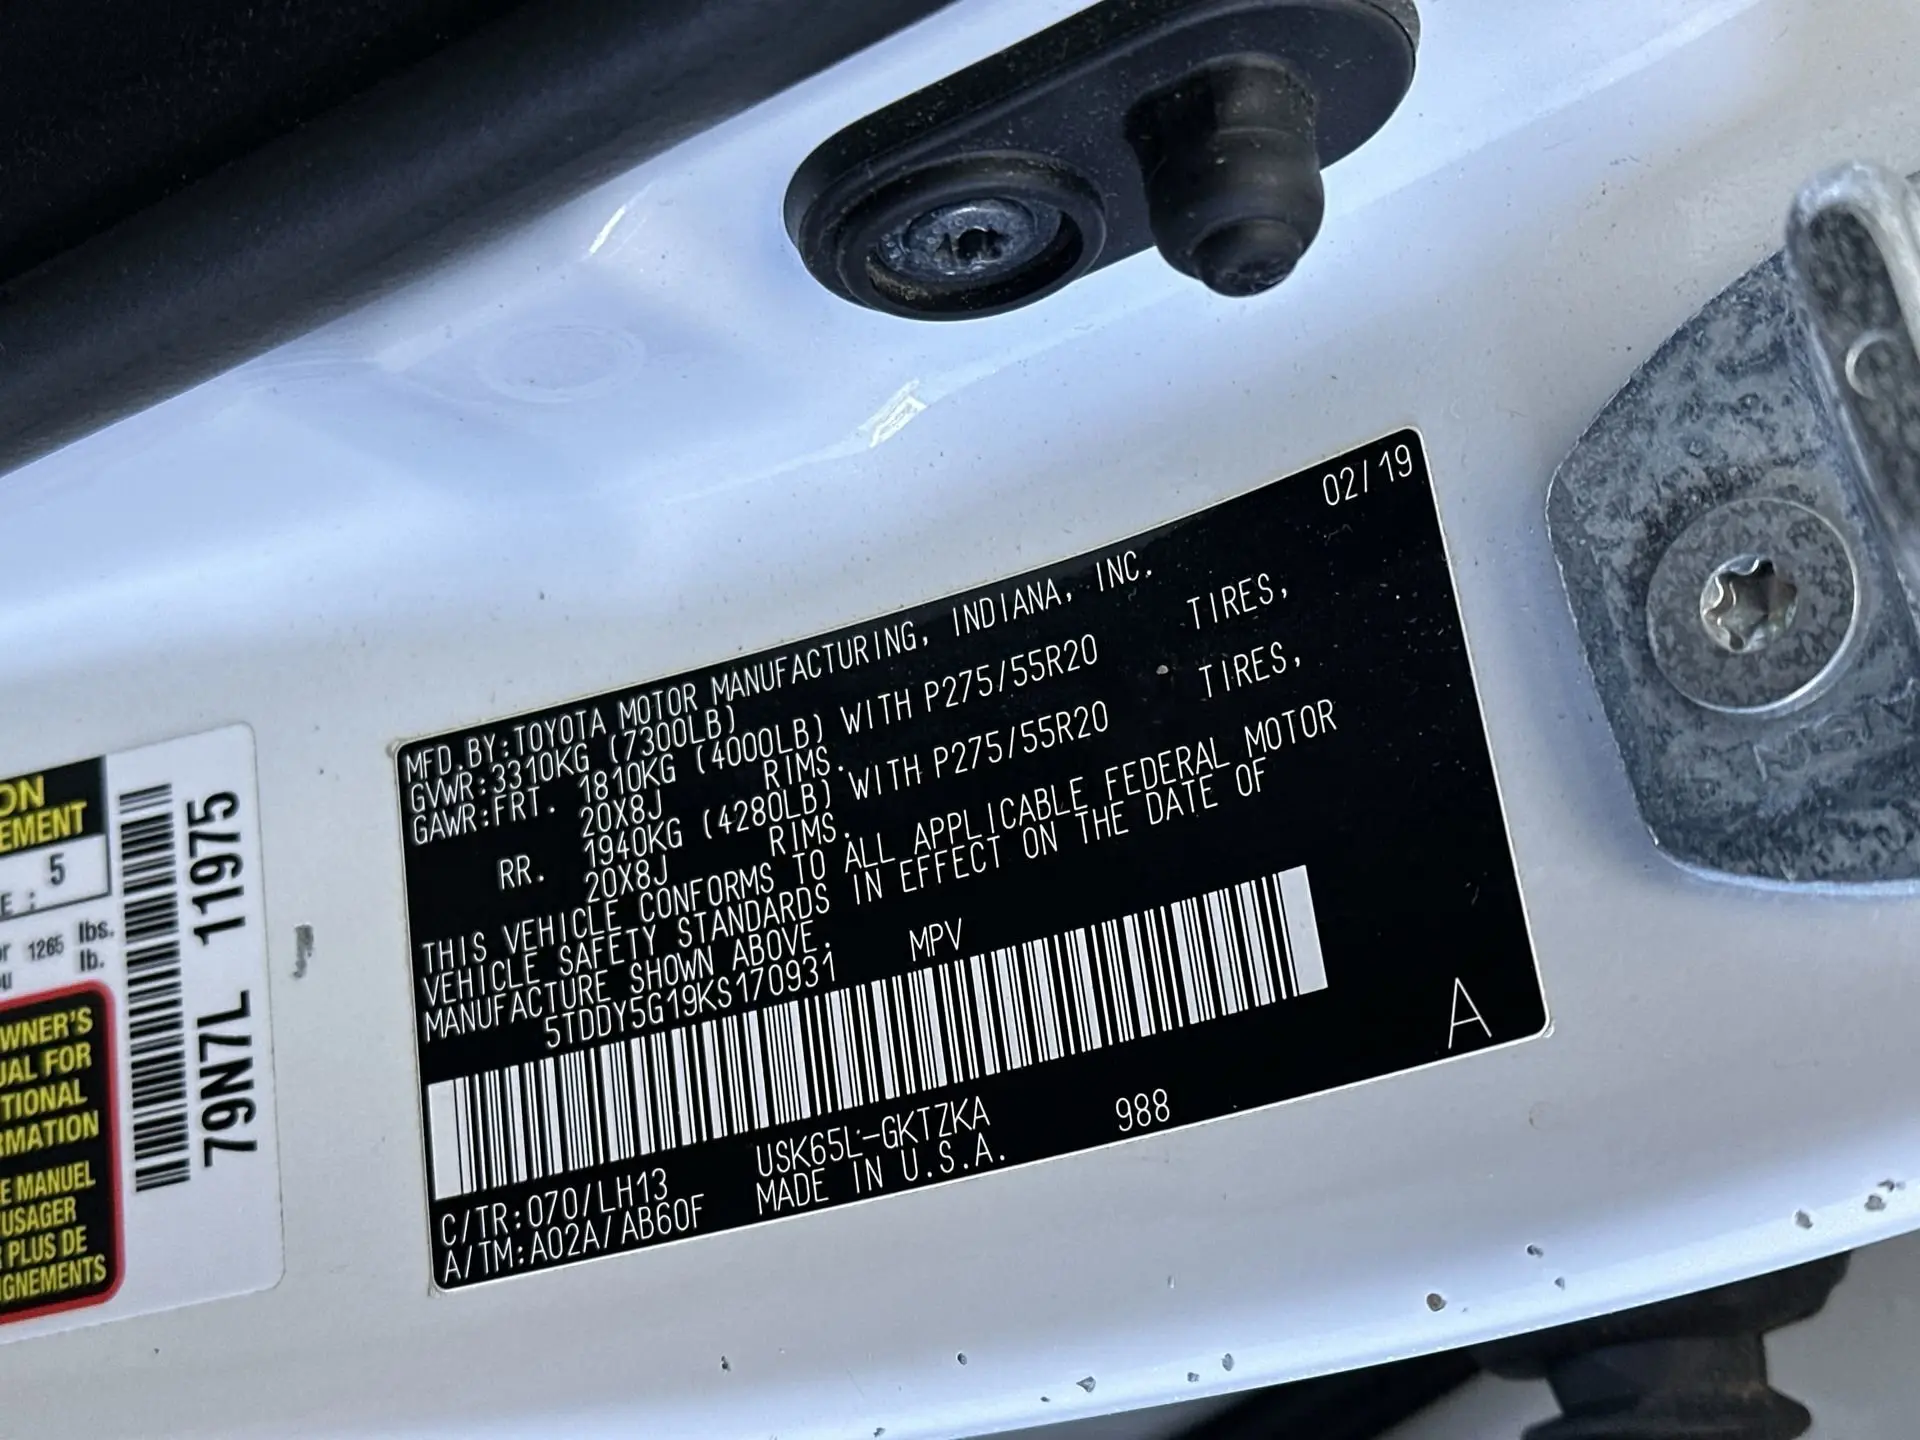 02/19
MFD.BY:TOYOTA MOTOR MANUFACTURING, INDIANA, INC.
GVWR:3310KG (7300LB)
GAWR:FRT. 1810KG (4000LB) WITH P275/55R20 TIRES,
20X8J RIMS.
RR. 1940KG (4280LB) WITH P275/55R20 TIRES,
20X8J RIMS.
THIS VEHICLE CONFORMS TO ALL APPLICABLE FEDERAL MOTOR
VEHICLE SAFETY STANDARDS IN EFFECT ON THE DATE OF
MANUFACTURE SHOWN ABOVE.
5TDDY5G19KS170931 MPV
A
C/TR:070/LH13 USK65L-GKTZKA 988
A/TM:A02A/AB60F MADE IN U.S.A.
79N7L 11975
ON
EMENT
E : 5
or 1265 lbs.
lb.
WNER'S
UAL FOR
TIONAL
RMATION
E MANUEL
USAGER
PLUS DE
IGNEMENTS